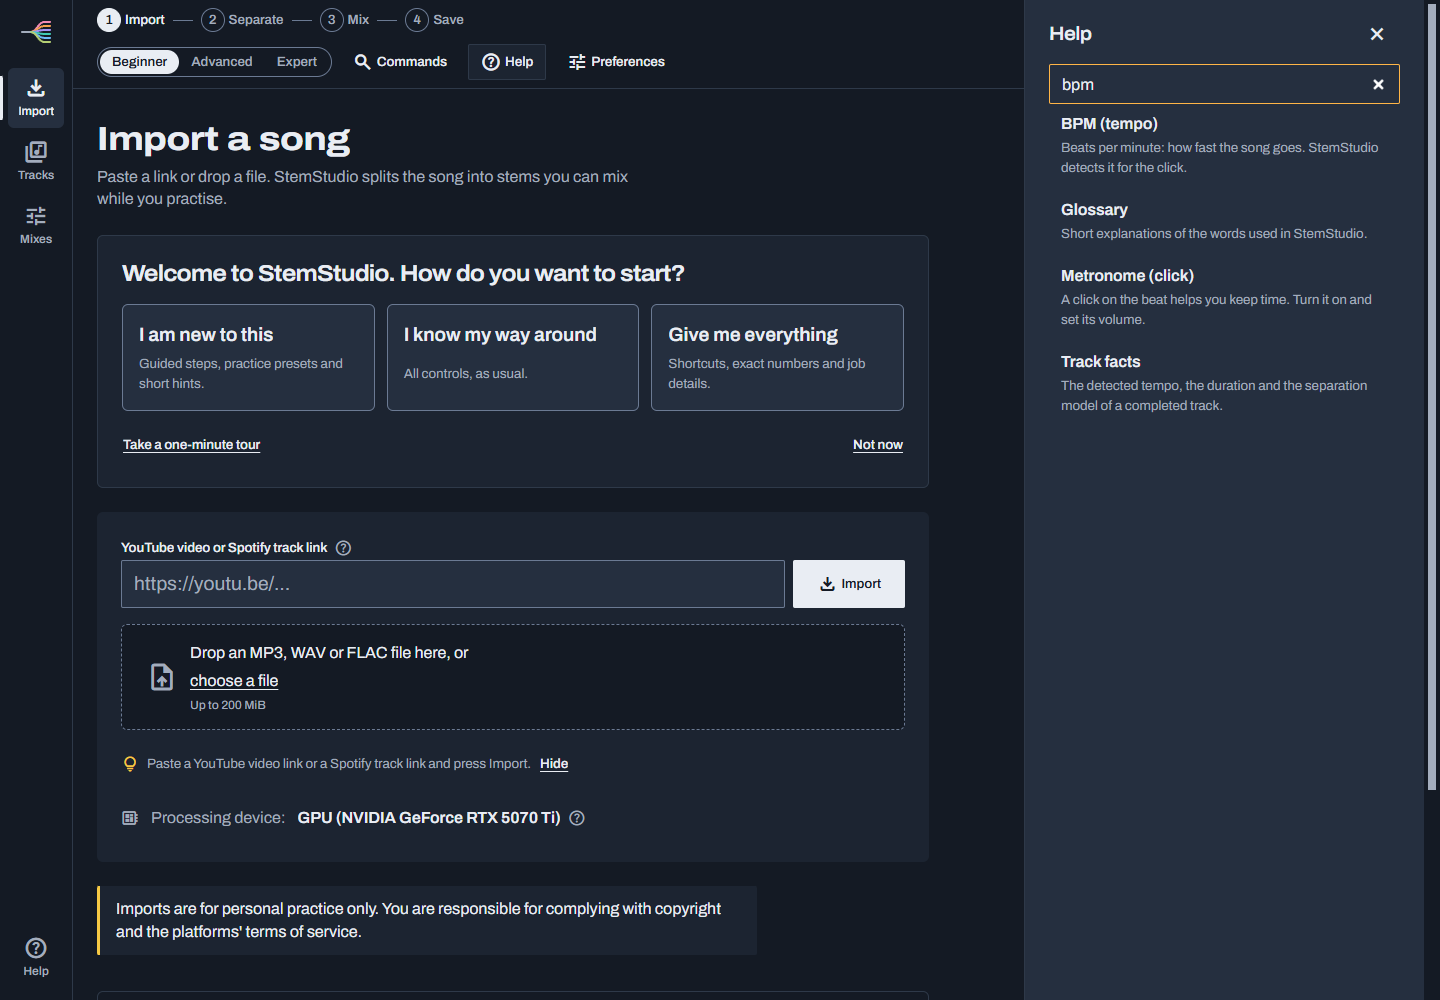 1 Import
2 Separate
3 Mix
4 Save
Beginner Advanced Expert
Commands
Help
Preferences
Import
Tracks
Mixes
Help
Import a song
Paste a link or drop a file. StemStudio splits the song into stems you can mix
while you practise.
Welcome to StemStudio. How do you want to start?
I am new to this
Guided steps, practice presets and
short hints.
I know my way around
All controls, as usual.
Give me everything
Shortcuts, exact numbers and job
details.
Take a one-minute tour
Not now
YouTube video or Spotify track link ?
https://youtu.be/...
Import
Drop an MP3, WAV or FLAC file here, or
choose a file
Up to 200 MiB
Paste a YouTube video link or a Spotify track link and press Import. Hide
Processing device: GPU (NVIDIA GeForce RTX 5070 Ti) ?
Imports are for personal practice only. You are responsible for complying with copyright
and the platforms' terms of service.
Help
bpm
BPM (tempo)
Beats per minute: how fast the song goes. StemStudio
detects it for the click.
Glossary
Short explanations of the words used in StemStudio.
Metronome (click)
A click on the beat helps you keep time. Turn it on and
set its volume.
Track facts
The detected tempo, the duration and the separation
model of a completed track.